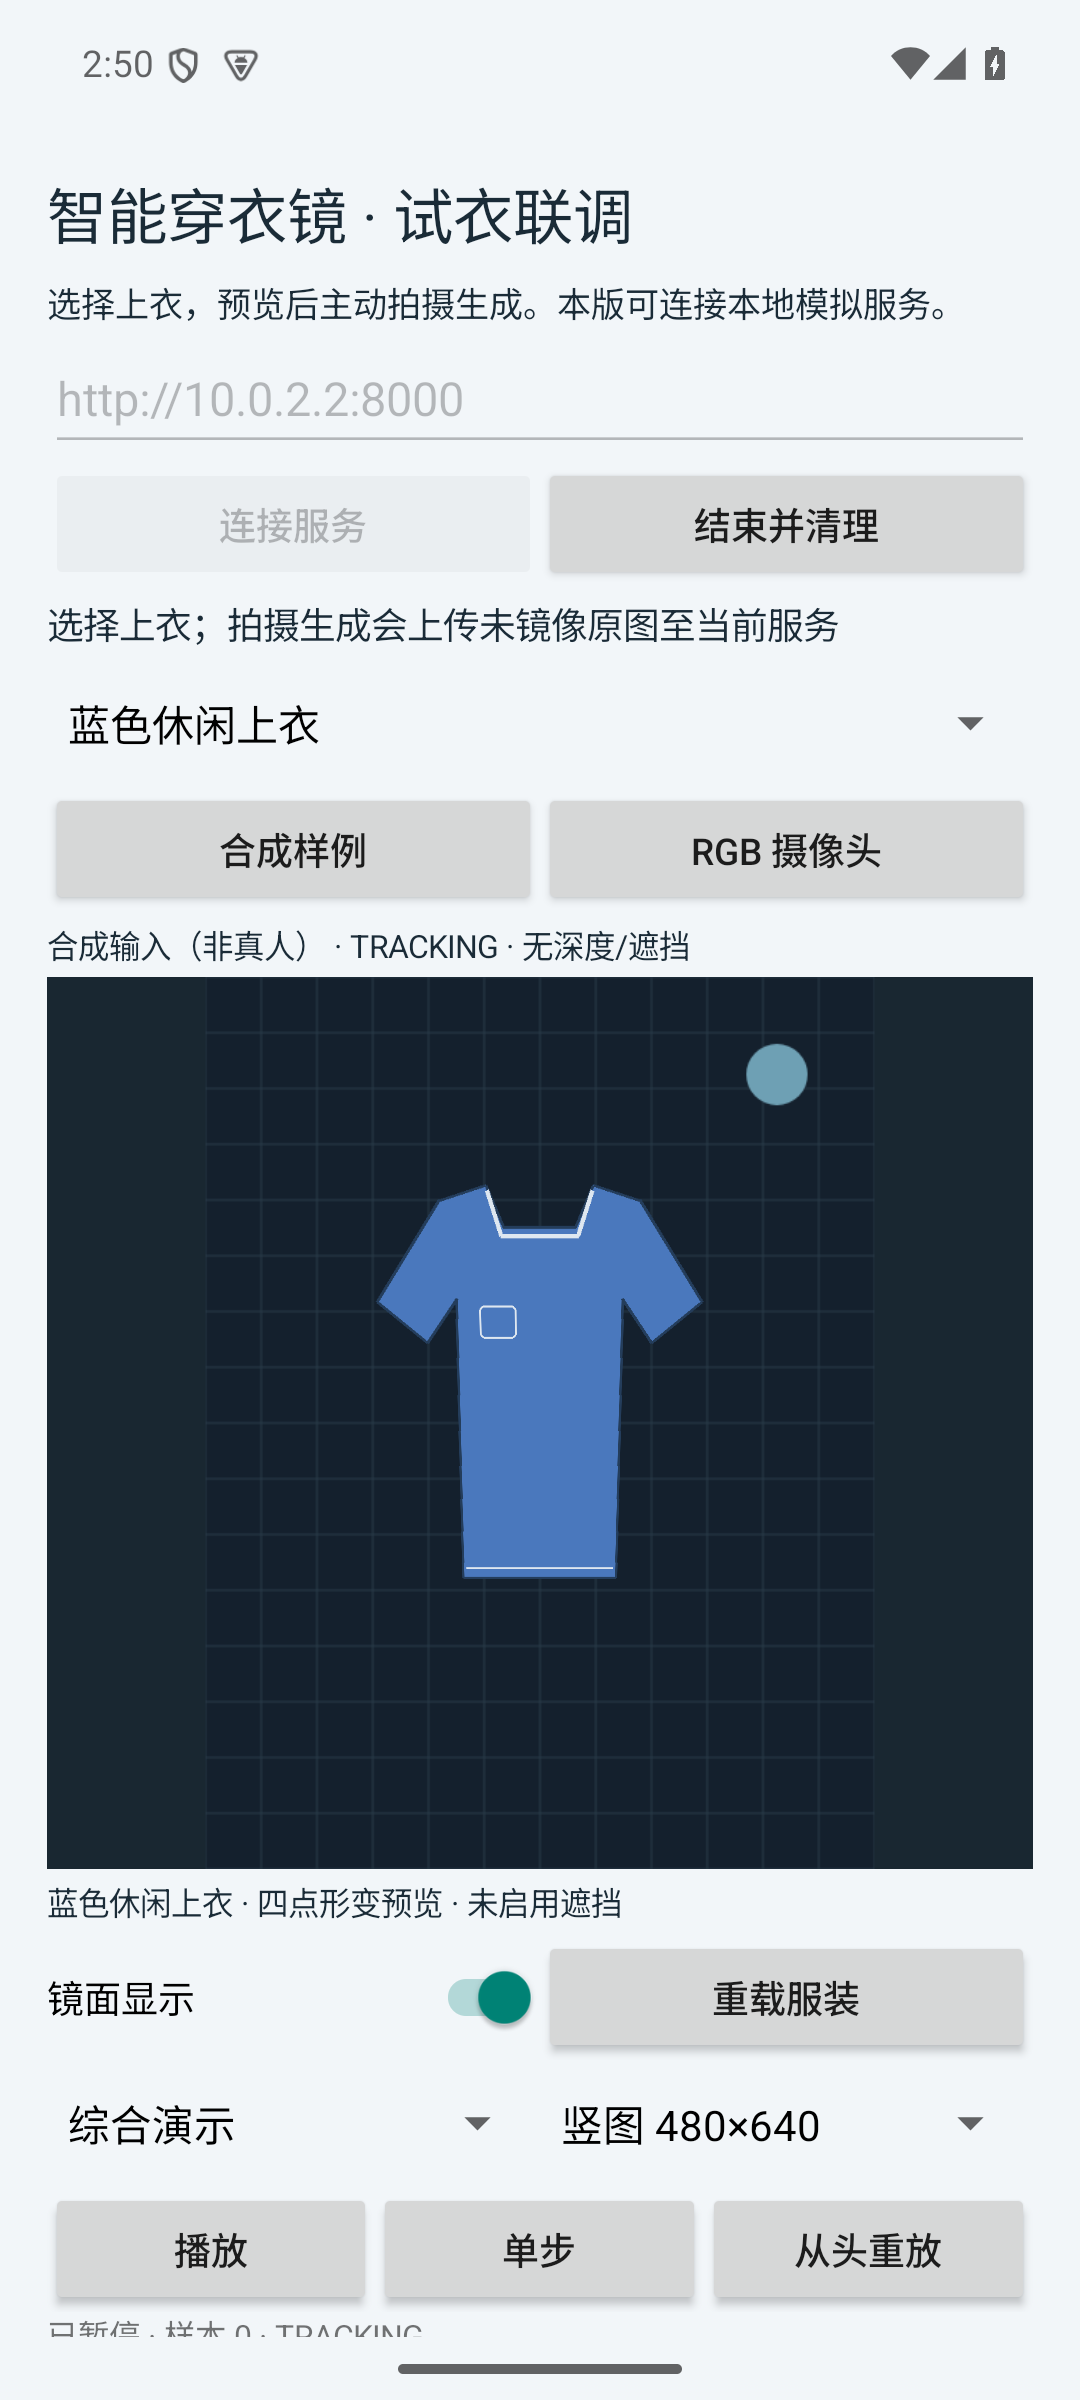 2:50
智能穿衣镜 · 试衣联调
选择上衣，预览后主动拍摄生成。本版可连接本地模拟服务。
http://10.0.2.2:8000
连接服务
结束并清理
选择上衣；拍摄生成会上传未镜像原图至当前服务
蓝色休闲上衣
合成样例
RGB 摄像头
合成输入（非真人） · TRACKING · 无深度/遮挡
蓝色休闲上衣 · 四点形变预览 · 未启用遮挡
镜面显示
重载服装
综合演示
竖图 480×640
播放
单步
从头重放
已暂停 · 样本 0 · TRACKING